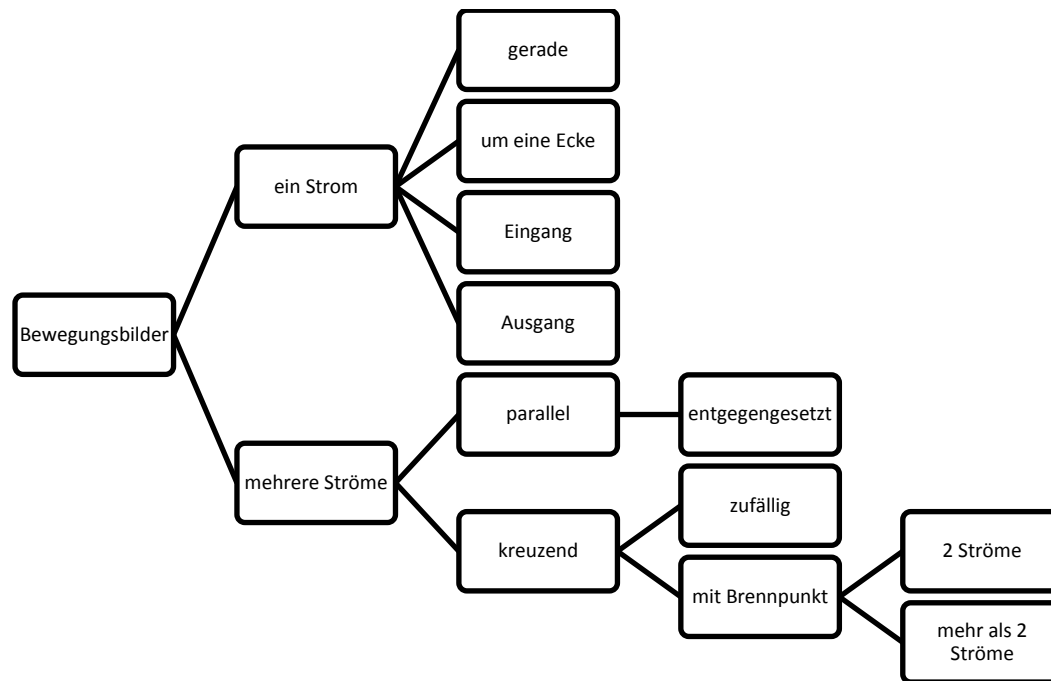 gerade
um eine Ecke
ein Strom
Eingang
Ausgang
Bewegungsbilder
parallel
entgegengesetzt
mehrere Ströme
zufällig
kreuzend
2 Ströme
mit Brennpunkt
mehr als 2
Ströme